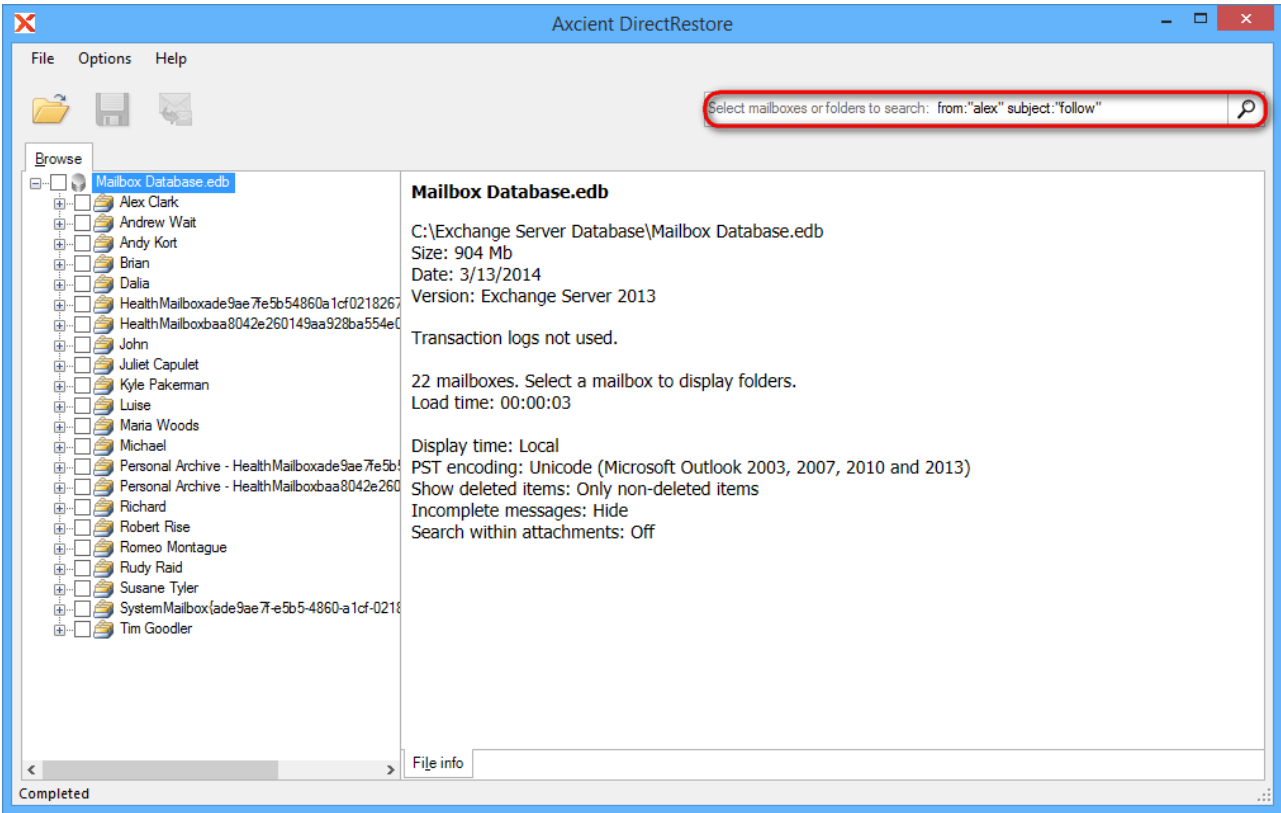 Axcient DirectRestore
File Options Help
Select mailboxes or folders to search: from:"alex" subject:"follow"
Browse
Mailbox Database.edb
Alex Clark
Andrew Wait
Andy Kort
Brian
Dalia
HealthMailboxade9ae7fe5b54860a1cf0218267
HealthMailboxbaa8042e260149aa928ba554e0
John
Juliet Capulet
Kyle Pakeman
Luise
Maria Woods
Michael
Personal Archive - HealthMailboxade9ae7fe5b5
Personal Archive - HealthMailboxbaa8042e260
Richard
Robert Rise
Romeo Montague
Rudy Raid
Susane Tyler
SystemMailbox{ade9ae7f-e5b5-4860-a1cf-0218
Tim Goodler
Mailbox Database.edb
C:\Exchange Server Database\Mailbox Database.edb
Size: 904 Mb
Date: 3/13/2014
Version: Exchange Server 2013
Transaction logs not used.
22 mailboxes. Select a mailbox to display folders.
Load time: 00:00:03
Display time: Local
PST encoding: Unicode (Microsoft Outlook 2003, 2007, 2010 and 2013)
Show deleted items: Only non-deleted items
Incomplete messages: Hide
Search within attachments: Off
File info
Completed